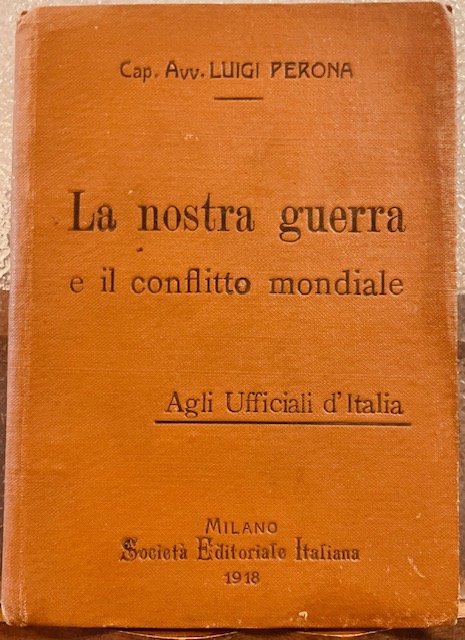 Cap. Avv. LUIGI PERONA
La nostra guerra
e il conflitto mondiale
Agli Ufficiali d'Italia
MILANO
Società Editoriale Italiana
1918